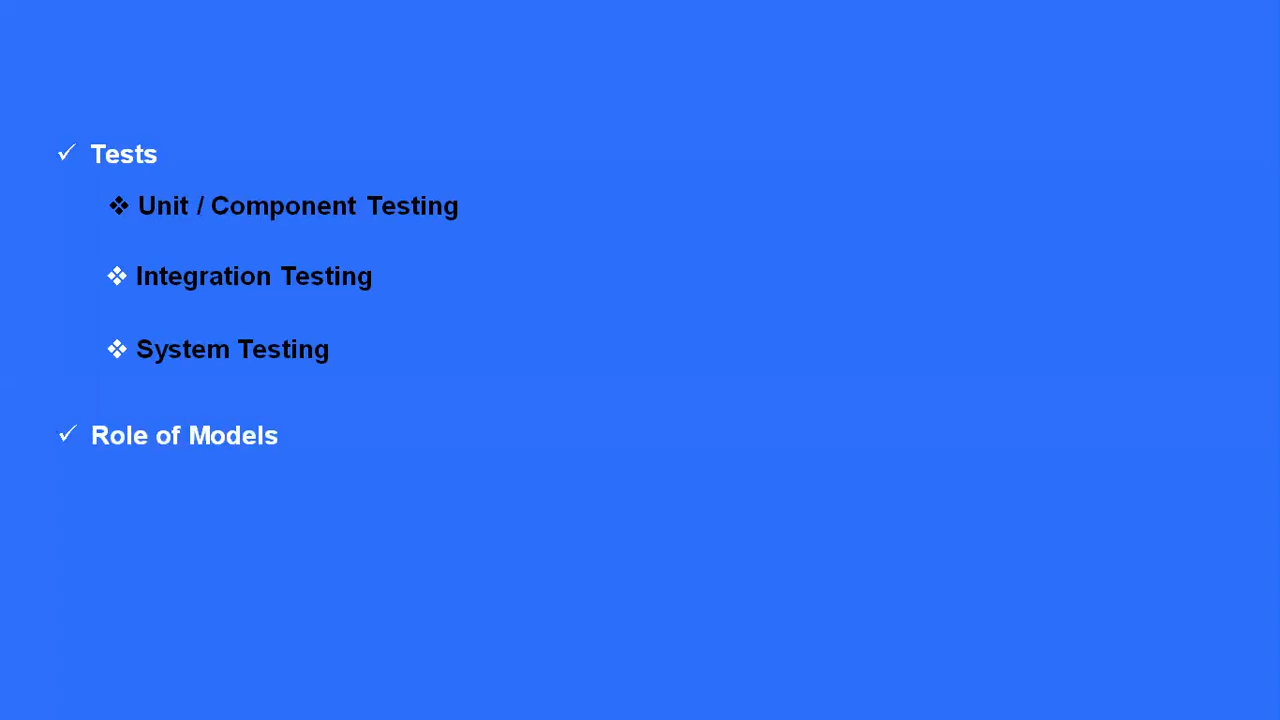 ✓ Tests
❖ Unit / Component Testing
❖ Integration Testing
❖ System Testing
✓ Role of Models